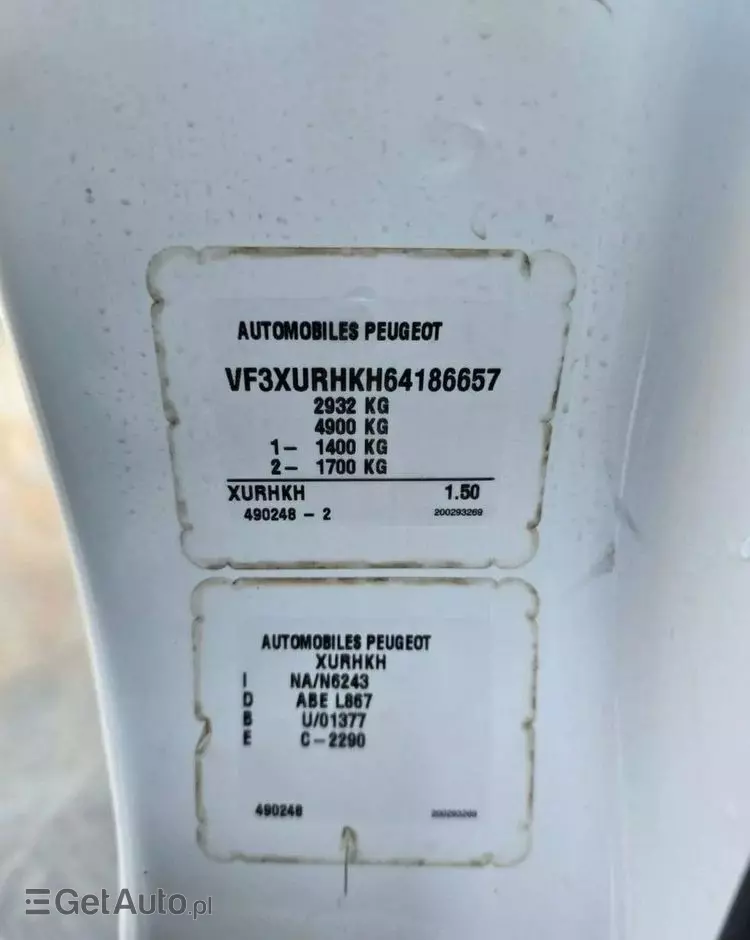 AUTOMOBILES PEUGEOT
VF3XURHKH64186657
2932 KG
4900 KG
1- 1400 KG
2- 1700 KG
XURHKH 1.50
490248 - 2 200293269
AUTOMOBILES PEUGEOT
XURHKH
I NA/N6243
D ABE L867
B U/01377
E C-2290
490248 200293269
GetAuto.pl